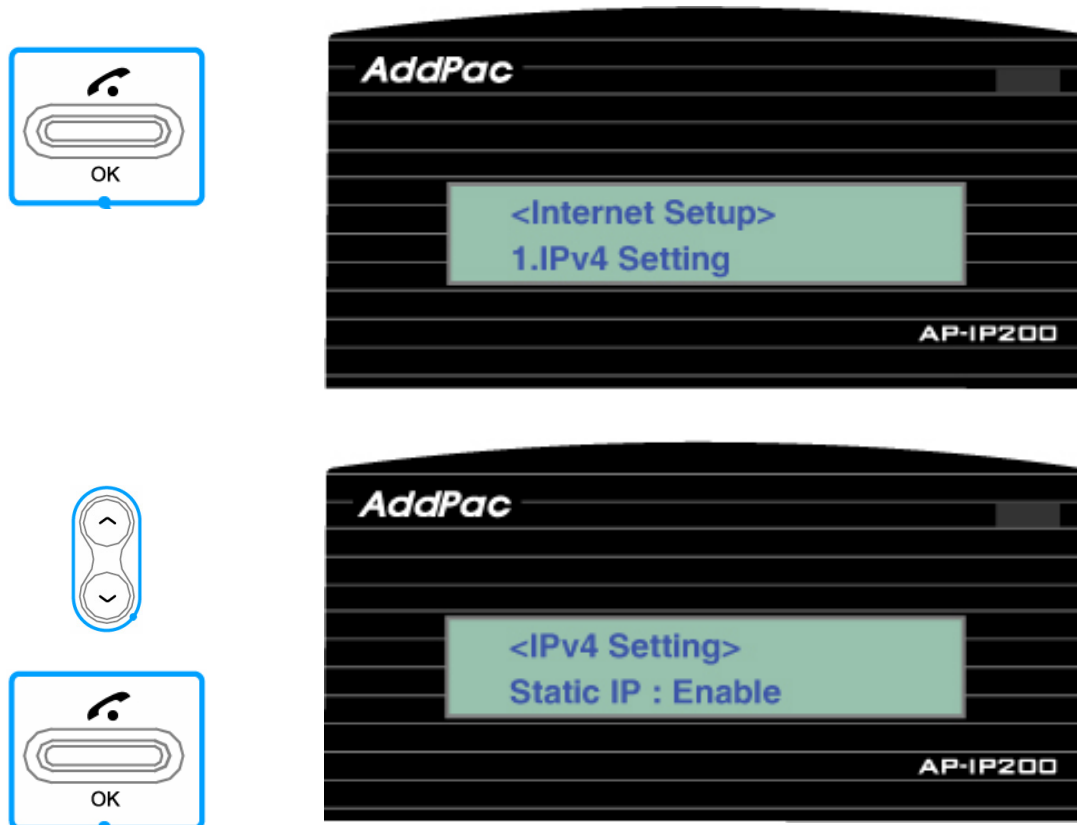 AddPac
OK
<Internet Setup>
1.IPv4 Setting
AP-IP200
AddPac
<IPv4 Setting>
Static IP : Enable
AP-IP200
OK